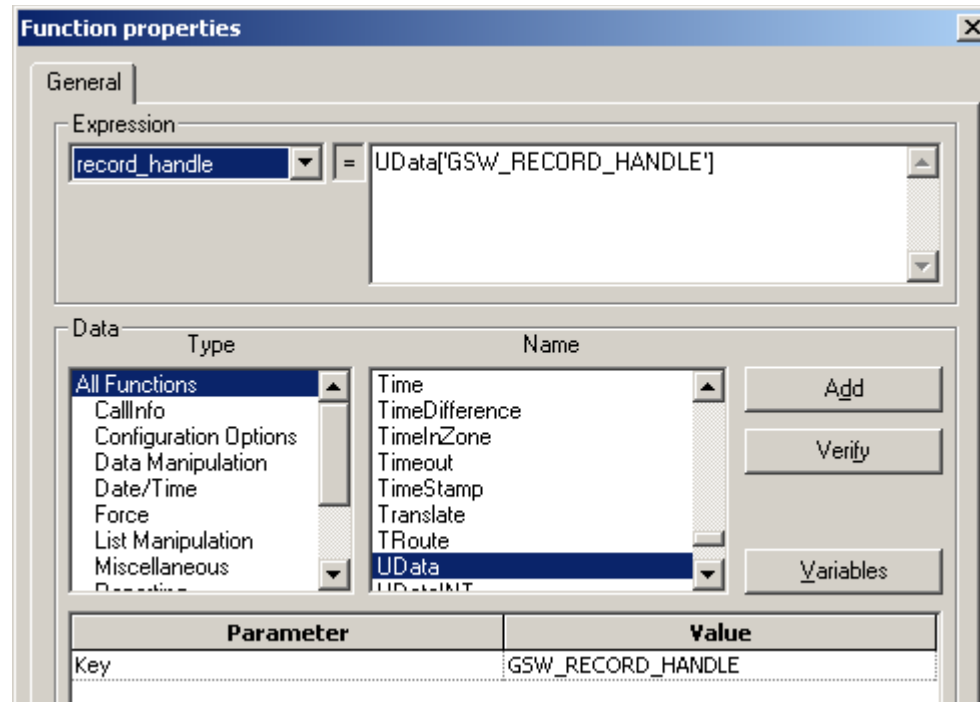 Function properties
General
Expression
record_handle = UData['GSW_RECORD_HANDLE']
Data
Type Name
All Functions
CallInfo
Configuration Options
Data Manipulation
Date/Time
Force
List Manipulation
Miscellaneous
Time
TimeDifference
TimeInZone
Timeout
TimeStamp
Translate
TRoute
UData
Add
Verify
Variables
Parameter Value
Key GSW_RECORD_HANDLE